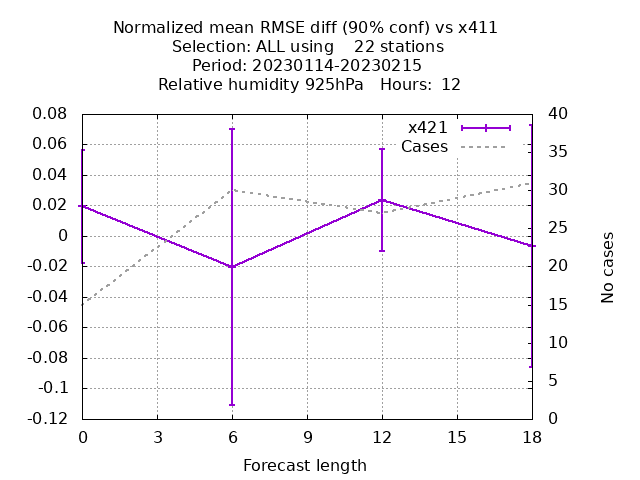 Normalized mean RMSE diff (90% conf) vs x411
Selection: ALL using    22 stations
Period: 20230114-20230215
Relative humidity 925hPa   Hours:  12
x421
Cases
0.08
0.06
0.04
0.02
0
-0.02
-0.04
-0.06
-0.08
-0.1
-0.12
40
35
30
25
20
15
10
5
0
No cases
0 3 6 9 12 15 18
Forecast length